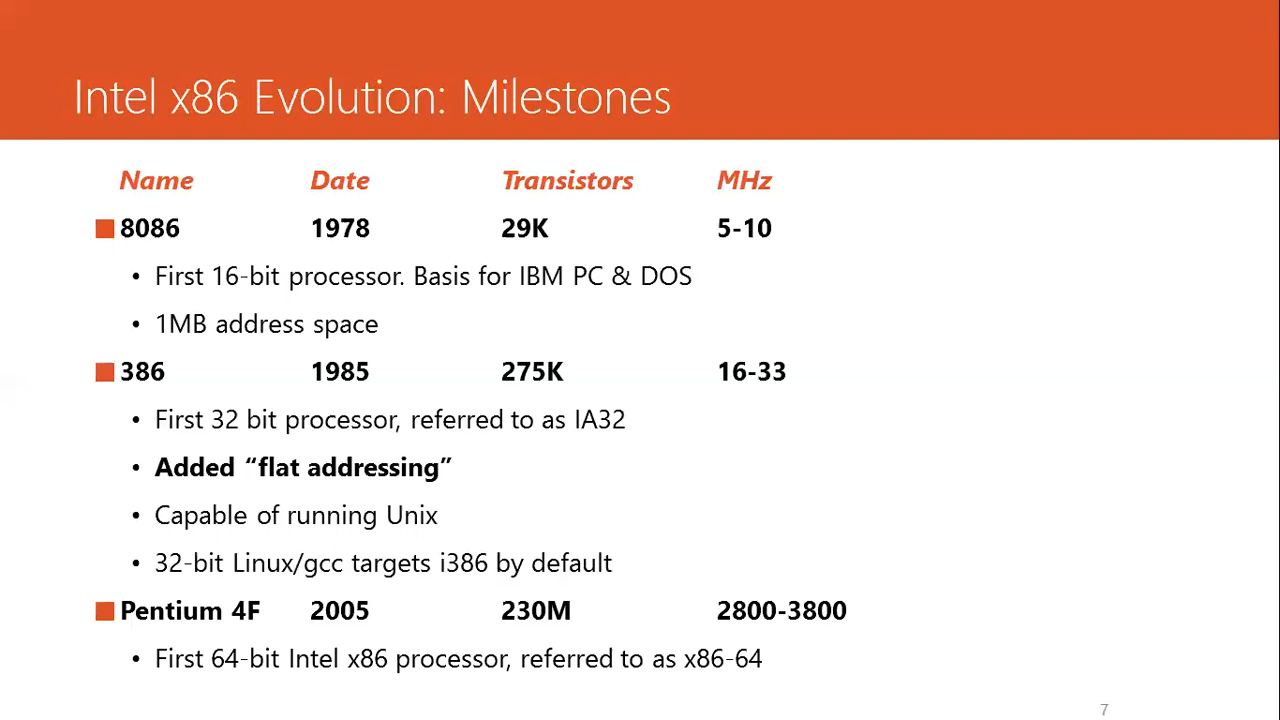 Intel x86 Evolution: Milestones
Name Date Transistors MHz
8086 1978 29K 5-10
• First 16-bit processor. Basis for IBM PC & DOS
• 1MB address space
386 1985 275K 16-33
• First 32 bit processor, referred to as IA32
• Added “flat addressing”
• Capable of running Unix
• 32-bit Linux/gcc targets i386 by default
Pentium 4F 2005 230M 2800-3800
• First 64-bit Intel x86 processor, referred to as x86-64
7